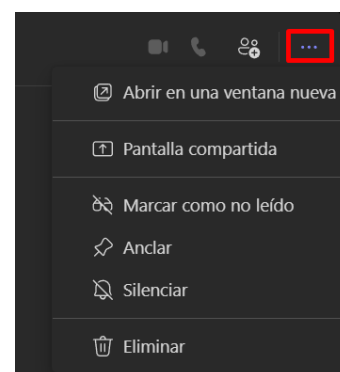 Abrir en una ventana nueva
Pantalla compartida
Marcar como no leído
Anclar
Silenciar
Eliminar